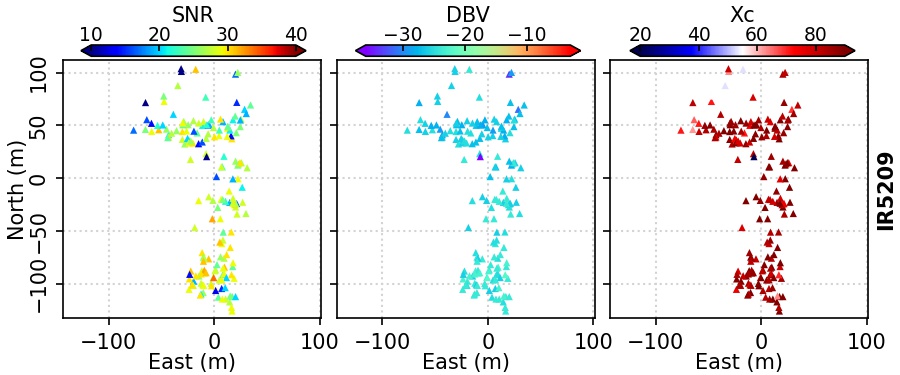 SNR DBV Xc
10 20 30 40 −30 −20 −10 20 40 60 80
100
50
0
−50
−100
North (m)
IR5209
−100 0 100 −100 0 100 −100 0 100
East (m) East (m) East (m)